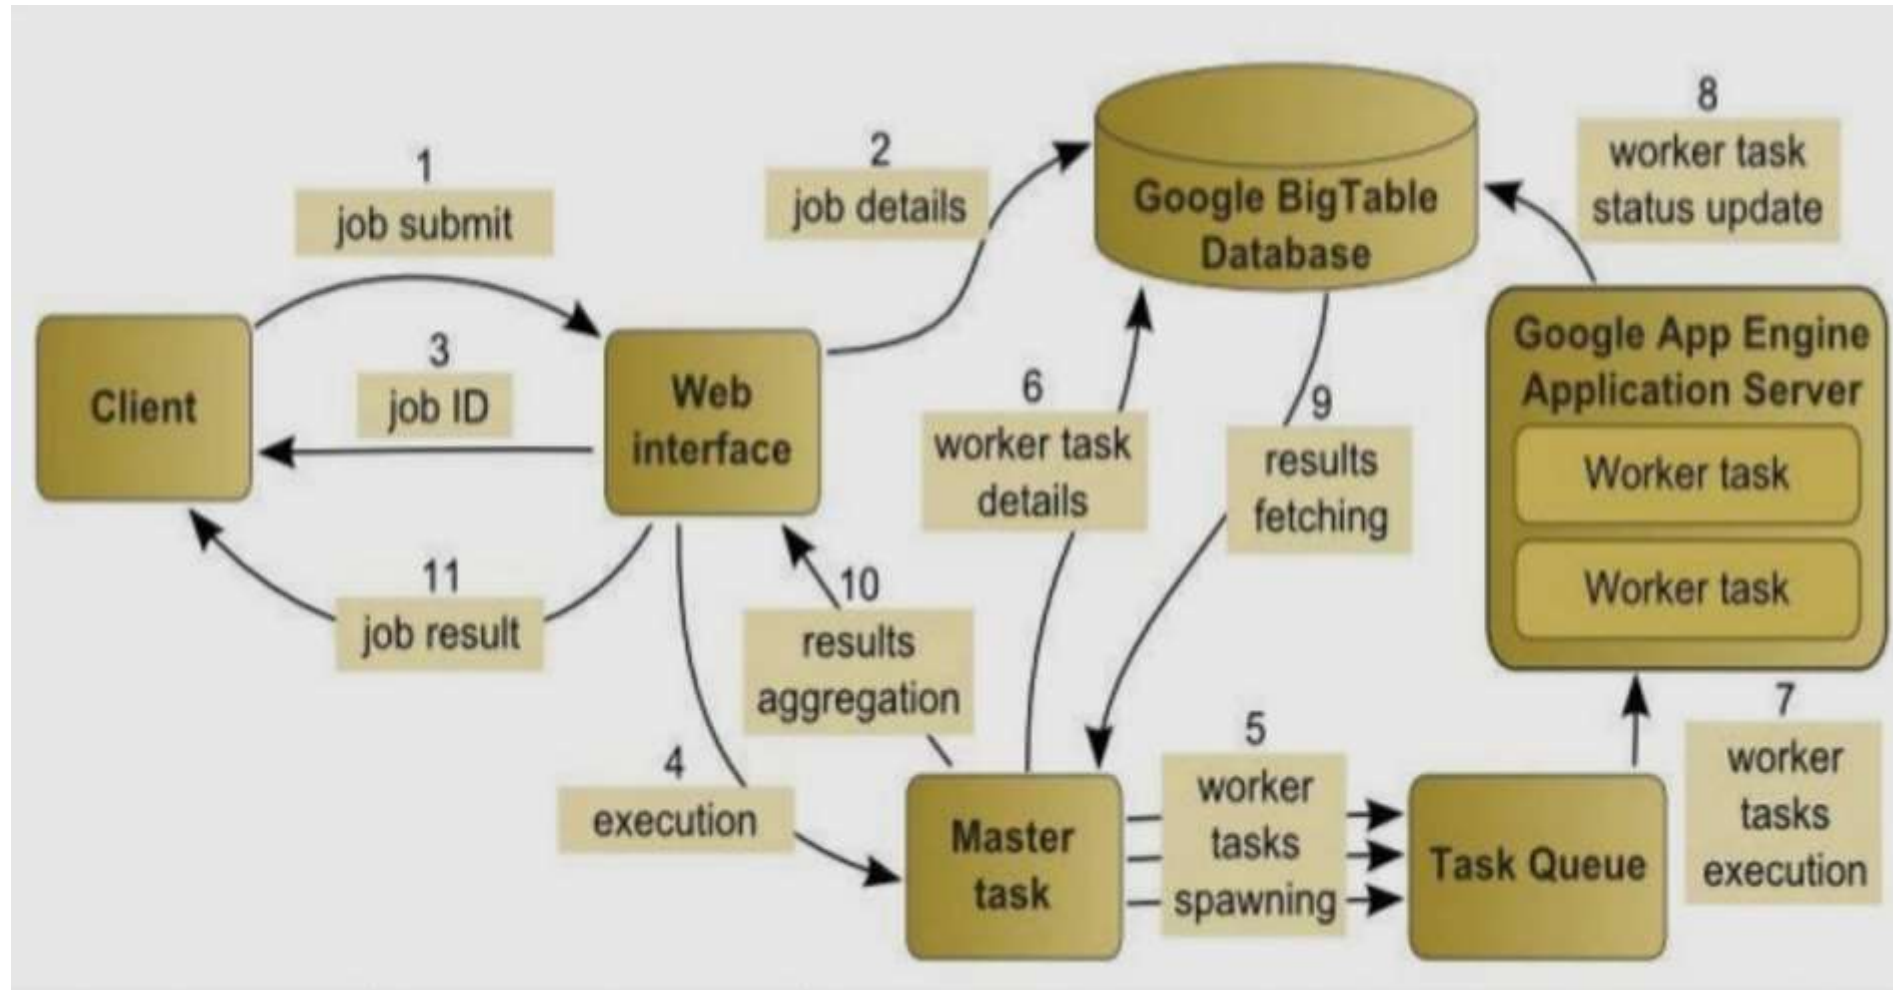 1
job submit
2
job details
Google BigTable
Database
8
worker task
status update
Client
3
job ID
Web
interface
6
worker task
details
9
results
fetching
Google App Engine
Application Server
Worker task
Worker task
11
job result
10
results
aggregation
4
execution
Master
task
5
worker
tasks
spawning
Task Queue
7
worker
tasks
execution